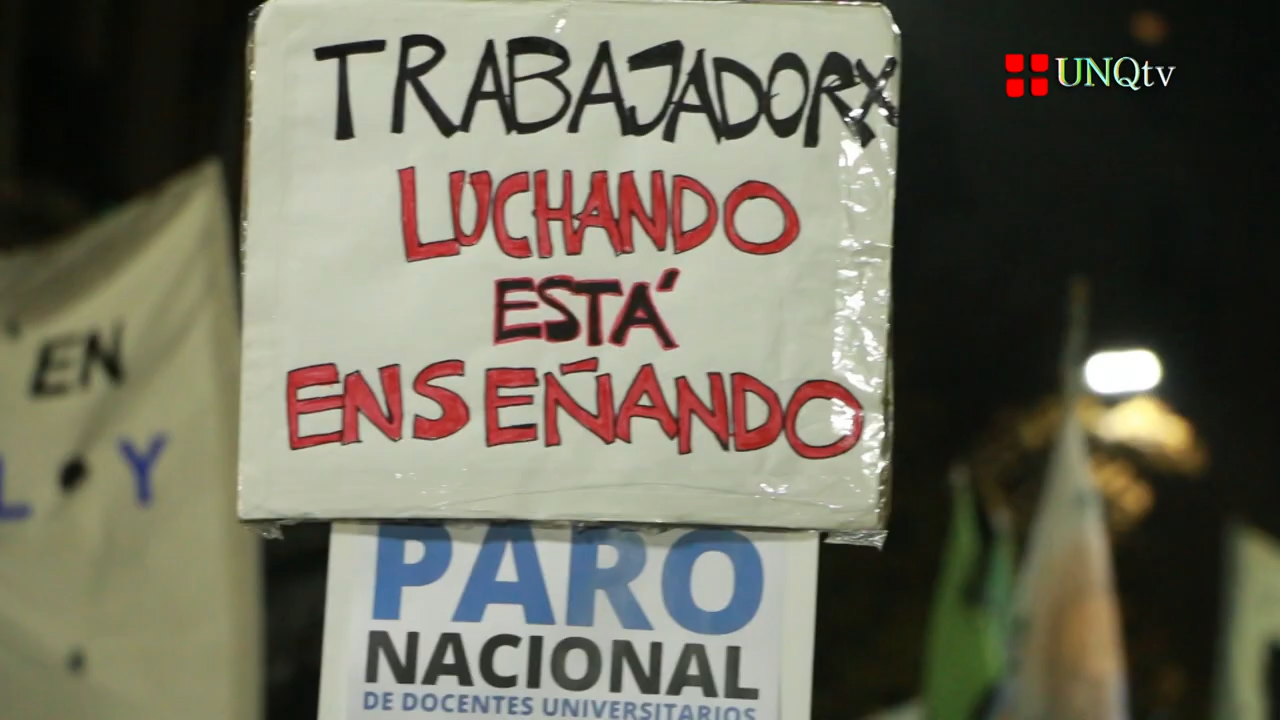 UNQtv
TRABAJADORX
LUCHANDO
ESTÁ
ENSEÑANDO
EN
L Y
PARO
NACIONAL
DE DOCENTES UNIVERSITARIOS